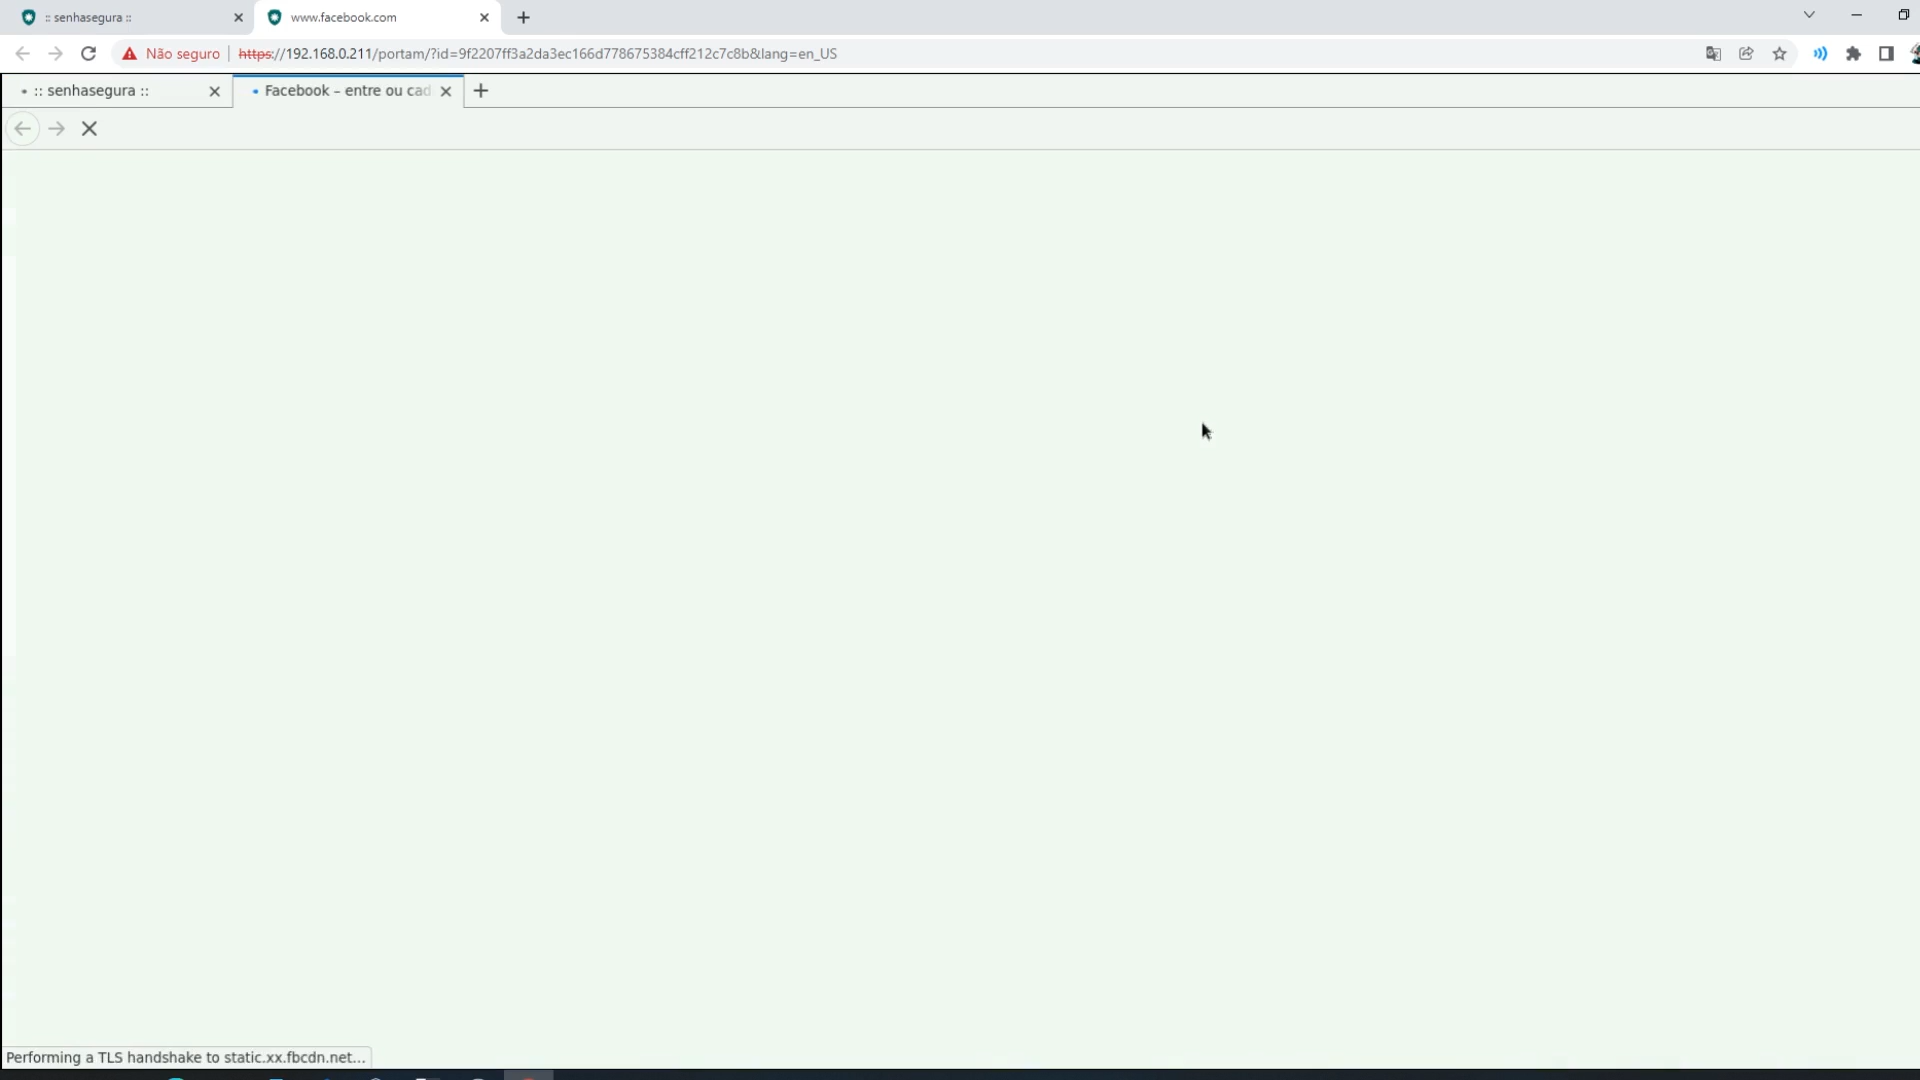 :: senhasegura ::
www.facebook.com
Não seguro
https://192.168.0.211/portam/?id=9f2207ff3a2da3ec166d778675384cff212c7c8b&lang=en_US
:: senhasegura ::
Facebook – entre ou cad
Performing a TLS handshake to static.xx.fbcdn.net...